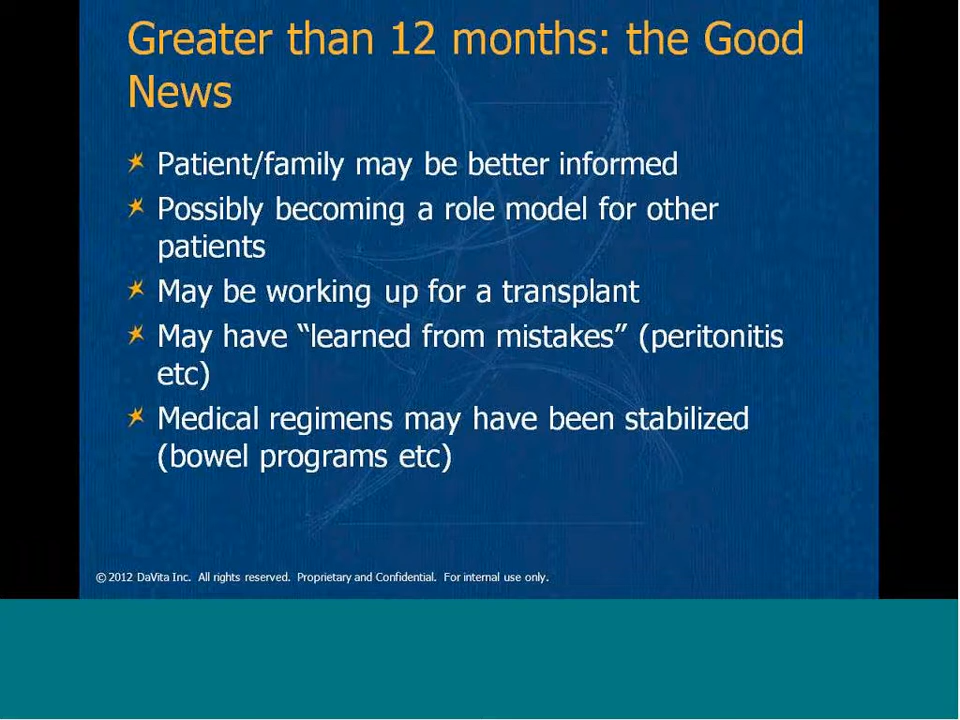 Greater than 12 months: the Good
News
Patient/family may be better informed
Possibly becoming a role model for other
patients
May be working up for a transplant
May have “learned from mistakes” (peritonitis
etc)
Medical regimens may have been stabilized
(bowel programs etc)
© 2012 DaVita Inc. All rights reserved. Proprietary and Confidential. For internal use only.